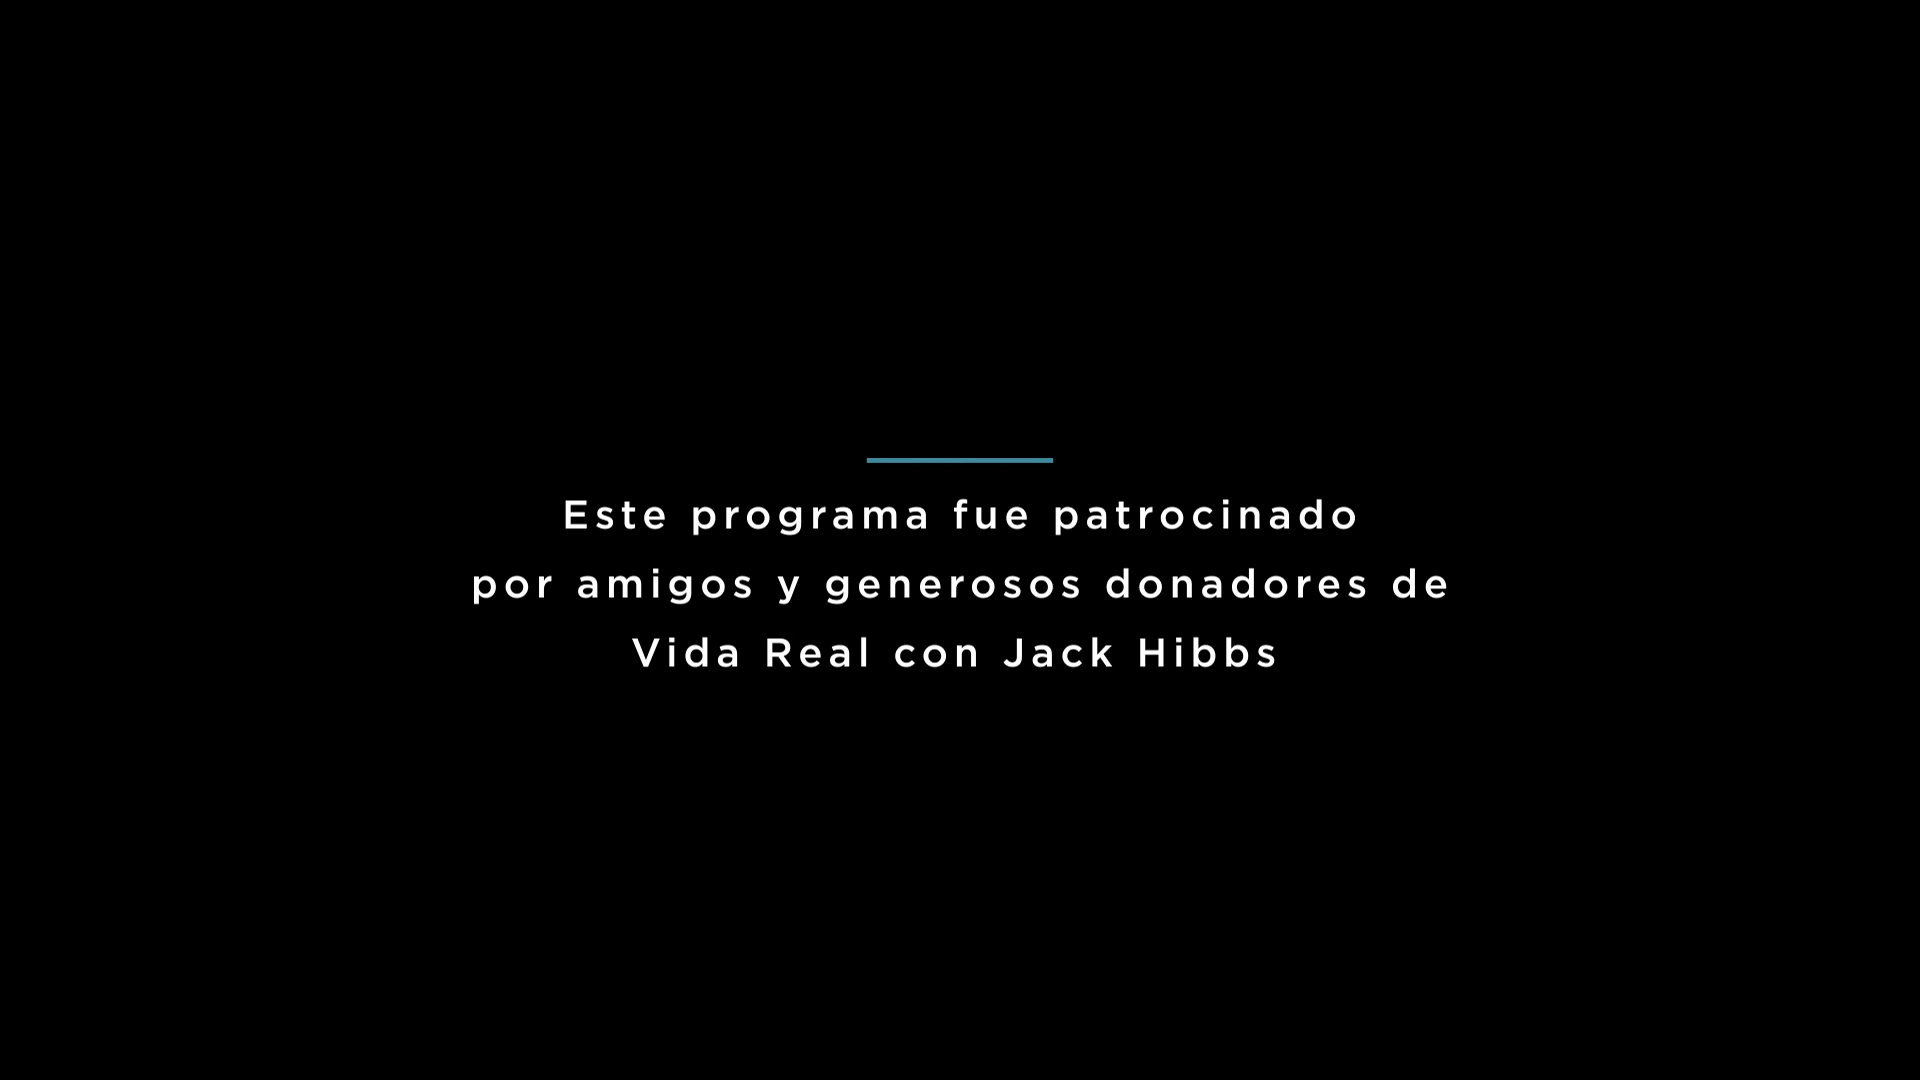 Este programa fue patrocinado
por amigos y generosos donadores de
Vida Real con Jack Hibbs